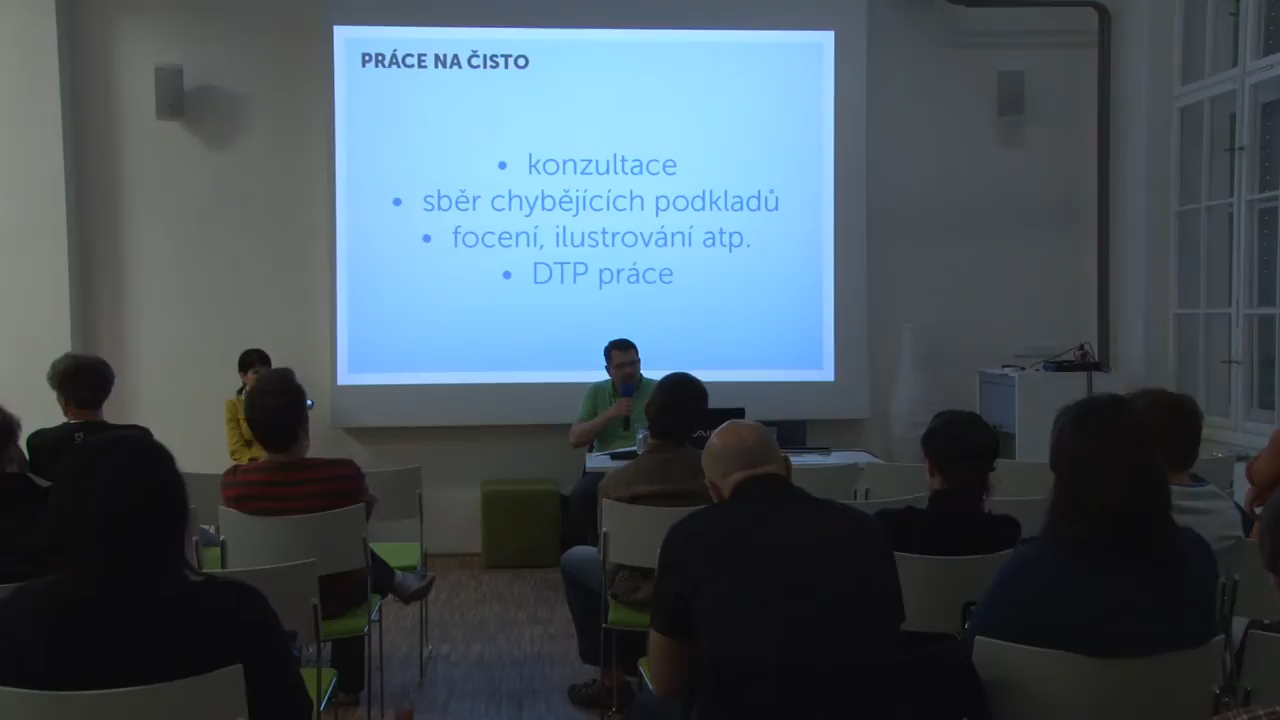 PRÁCE NA ČISTO
• konzultace
• sběr chybějících podkladů
• focení, ilustrování atp.
• DTP práce